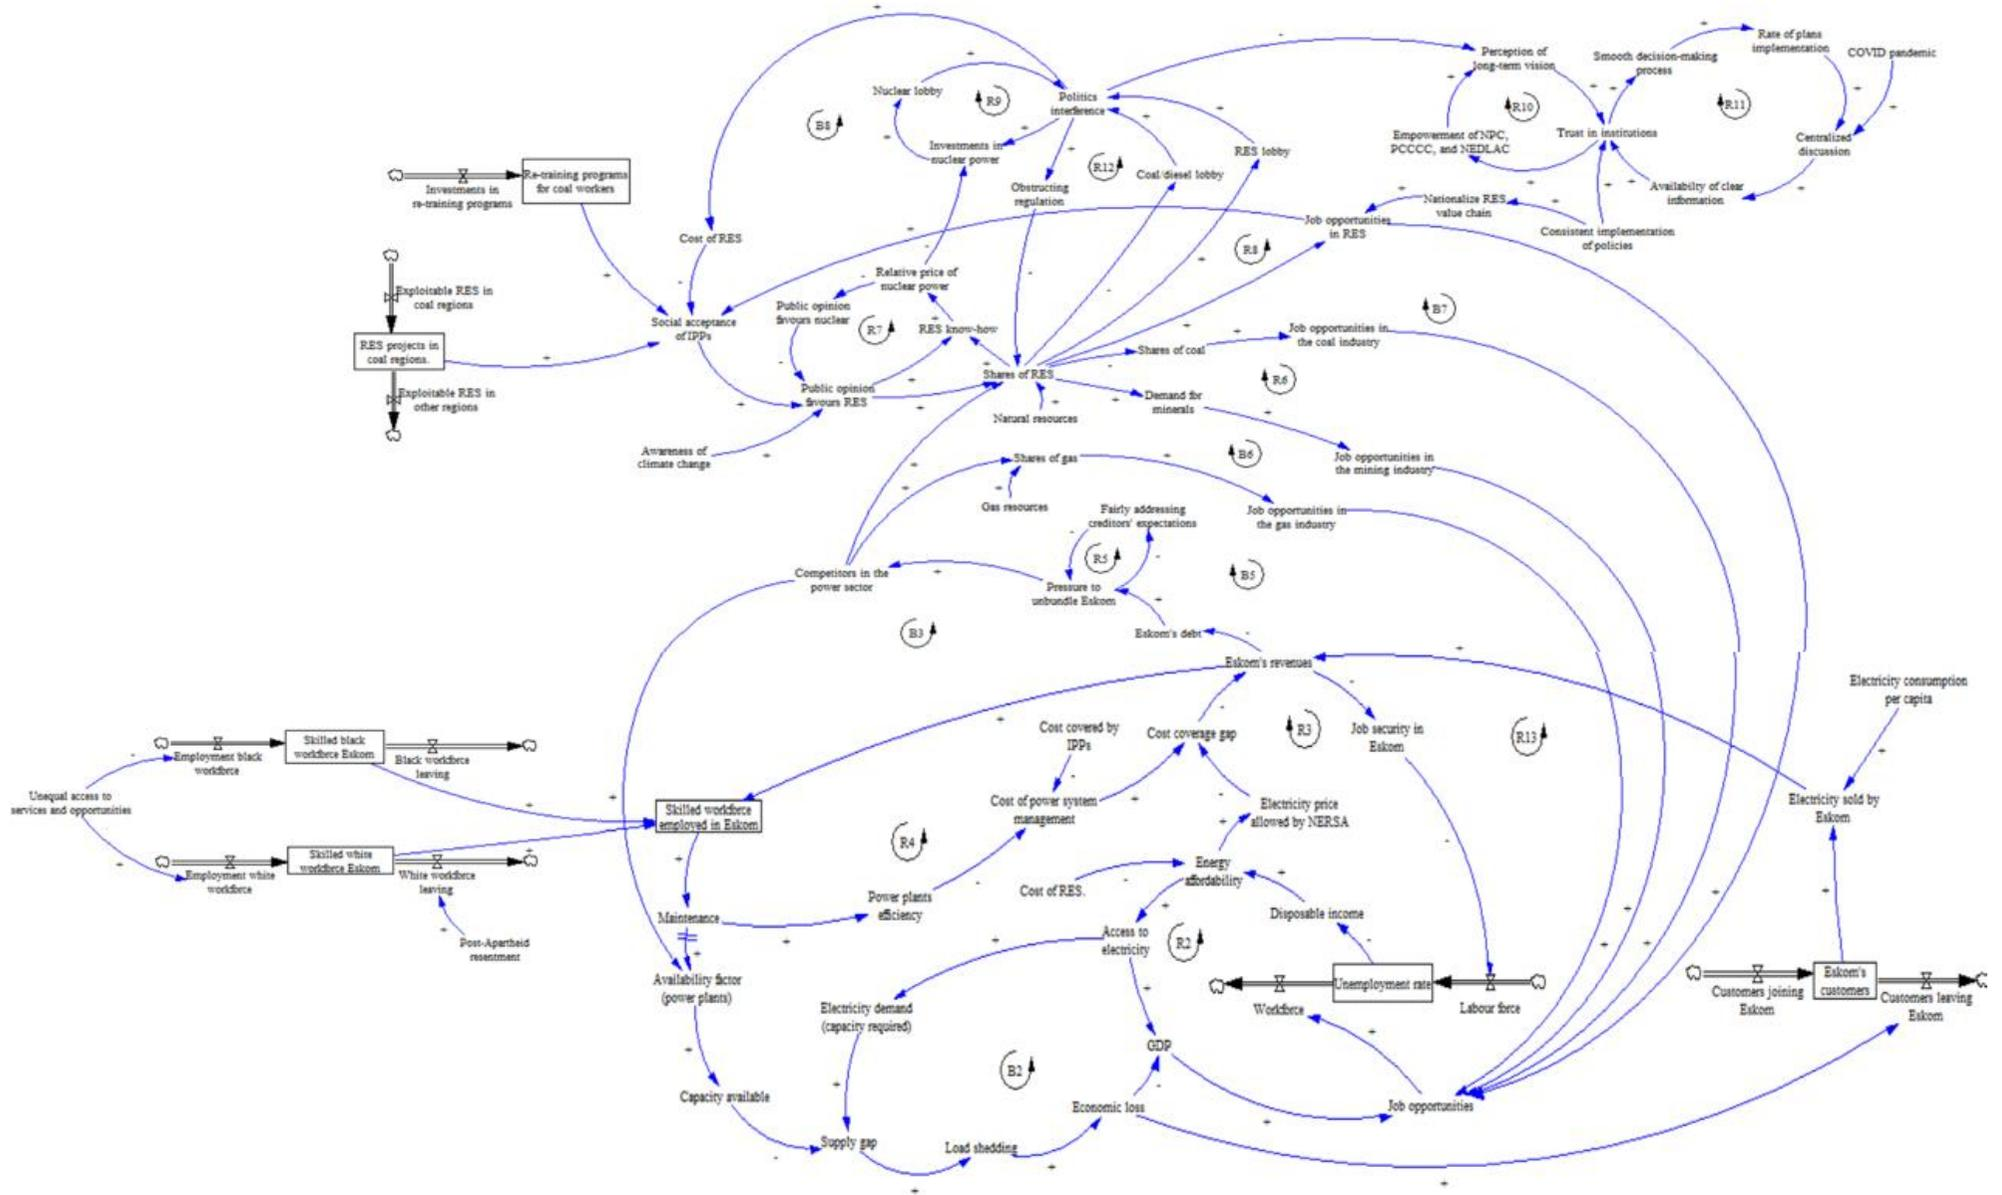 Perception of
long-term vision
Smooth decision-making
process
Rate of plans
implementation
COVID pandemic
Nuclear lobby
R9
Politics
interference
R10
R11
B8
Investments in
nuclear power
R12
Coal/diesel lobby
RES lobby
Empowerment of NPC,
PCCCC, and NEDLAC
Trust in institutions
Centralized
discussion
Re-training programs
for coal workers
Investments in
re-training programs
Obstructing
regulation
Nationalize RES
value chain
Availabilty of clear
information
Cost of RES
Job opportunities
in RES
Consistent implementation
of policies
R8
Exploitable RES in
coal regions
Relative price of
nuclear power
Public opinion
favours nuclear
R7
RES know-how
B7
Social acceptance
of IPPs
RES projects in
coal regions.
Shares of coal
Job opportunities in
the coal industry
Exploitable RES in
other regions
Public opinion
favours RES
Shares of RES
R6
Demand for
minerals
Natural resources
Awareness of
climate change
Shares of gas
B6
Job opportunities in
the mining industry
Gas resources
Fairly addressing
creditors' expectations
Job opportunities in
the gas industry
R5
B5
Competitors in the
power sector
Pressure to
unbundle Eskom
B3
Eskom's debt
Eskom's revenues
Electricity consumption
per capita
Skilled black
workforce Eskom
Employment black
workforce
Black workforce
leaving
Cost covered by
IPPs
Cost coverage gap
R3
Job security in
Eskom
R13
Unequal access to
services and opportunities
Skilled workforce
employed in Eskom
Cost of power system
management
Electricity price
allowed by NERSA
Electricity sold by
Eskom
Skilled white
workforce Eskom
Employment white
workforce
White workforce
leaving
R4
Cost of RES.
Energy
affordability
Power plants
efficiency
Disposable income
Maintenance
Post-Apartheid
resentment
Access to
electricity
R2
Availability factor
(power plants)
Electricity demand
(capacity required)
Unemployment rate
Workforce
Labour force
Eskom's
customers
Customers joining
Eskom
Customers leaving
Eskom
GDP
B2
Capacity available
Economic loss
Job opportunities
Supply gap
Load shedding